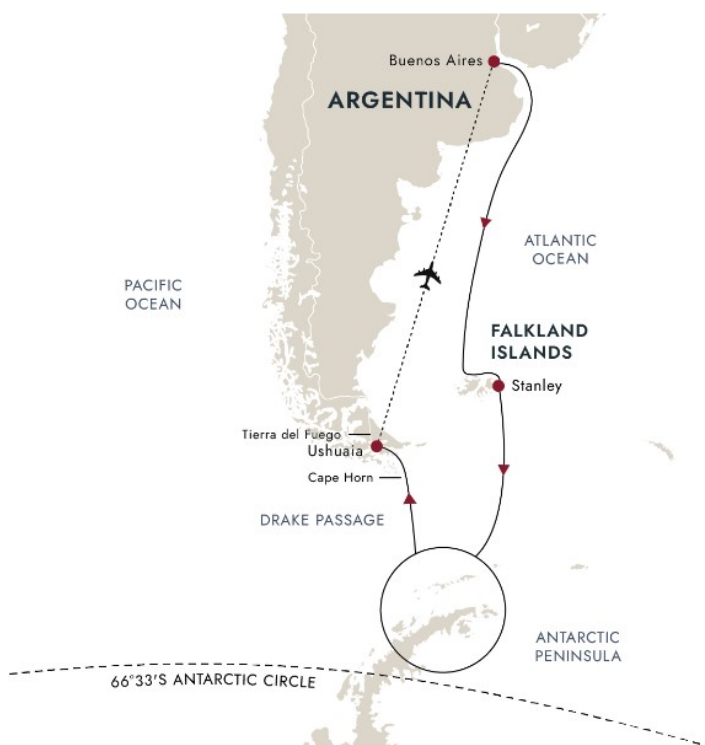 Buenos Aires
ARGENTINA
ATLANTIC
OCEAN
PACIFIC
OCEAN
FALKLAND
ISLANDS
Stanley
Tierra del Fuego
Ushuaia
Cape Horn
DRAKE PASSAGE
ANTARCTIC
PENINSULA
66°33'S ANTARCTIC CIRCLE